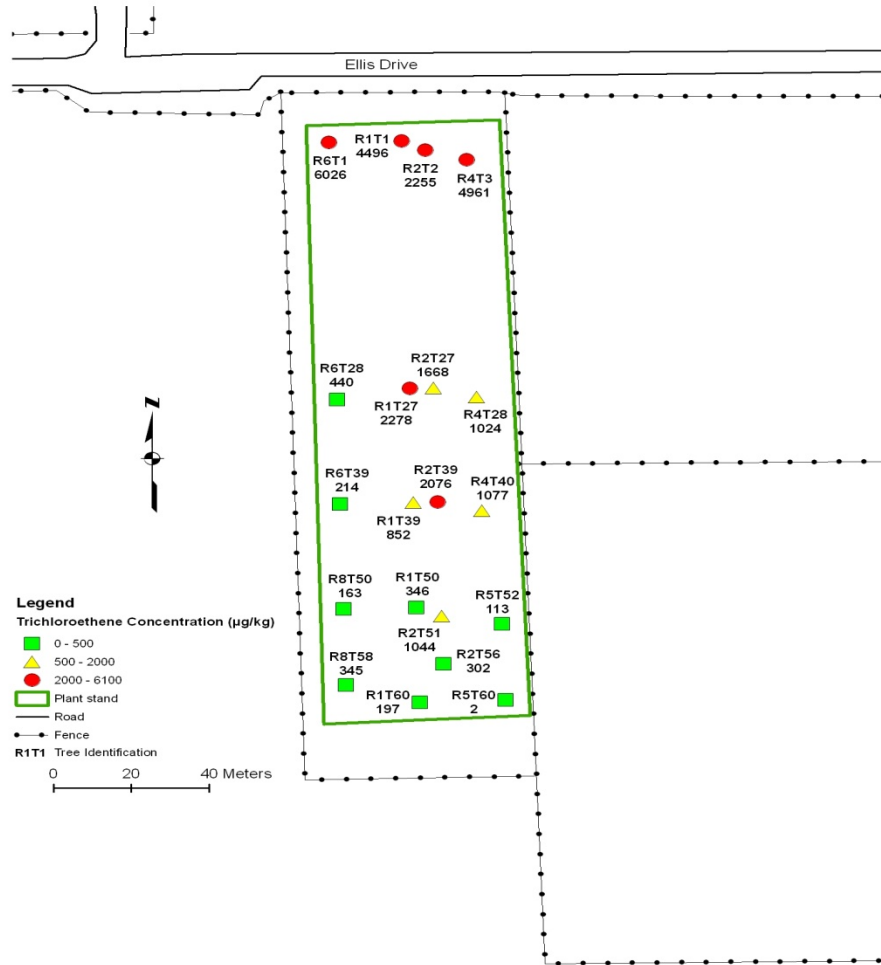 Ellis Drive
R6T1
6026
R1T1
4496
R2T2
2255
R4T3
4961
R6T28
440
R1T27
2278
R2T27
1668
R4T28
1024
R6T39
214
R1T39
852
R2T39
2076
R4T40
1077
R8T50
163
R1T50
346
R2T51
1044
R5T52
113
R8T58
345
R1T60
197
R2T56
302
R5T60
2
N
Legend
Trichloroethene Concentration (µg/kg)
0 - 500
500 - 2000
2000 - 6100
Plant stand
Road
Fence
R1T1 Tree Identification
0 20 40 Meters